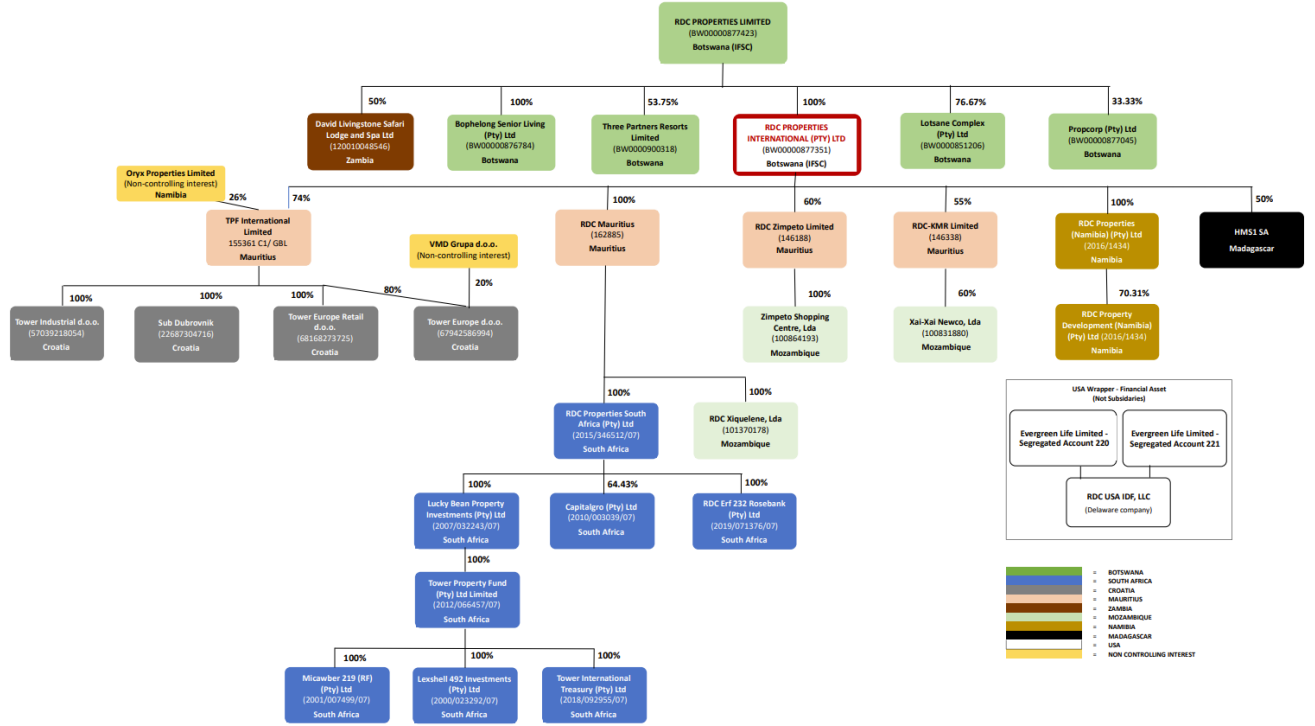 RDC PROPERTIES LIMITED
(BW00000877423)
Botswana (IFSC)
50%
100%
53.75%
100%
76.67%
33.33%
David Livingstone Safari
Lodge and Spa Ltd
(120010048546)
Zambia
Bophelong Senior Living
(Pty) Ltd
(BW00000876784)
Botswana
Three Partners Resorts
Limited
(BW0000900318)
Botswana
RDC PROPERTIES
INTERNATIONAL (PTY) LTD
(BW00000877351)
Botswana (IFSC)
Lotsane Complex
(Pty) Ltd
(BW0000851206)
Botswana
Propcorp (Pty) Ltd
(BW00000877045)
Botswana
Oryx Properties Limited
(Non-controlling interest)
Namibia
26%
74%
100%
60%
55%
100%
50%
TPF International
Limited
155361 C1/ GBL
Mauritius
VMD Grupa d.o.o.
(Non-controlling interest)
RDC Mauritius
(162885)
Mauritius
RDC Zimpeto Limited
(146188)
Mauritius
RDC-KMR Limited
(146338)
Mauritius
RDC Properties
(Namibia) (Pty) Ltd
(2016/1434)
Namibia
HMS1 SA
Madagascar
100%
100%
100%
80%
20%
100%
60%
70.31%
Tower Industrial d.o.o.
(57039218054)
Croatia
Sub Dubrovnik
(22687304716)
Croatia
Tower Europe Retail
d.o.o.
(68168273725)
Croatia
Tower Europe d.o.o.
(67942586994)
Croatia
Zimpeto Shopping
Centre, Lda
(100864193)
Mozambique
Xai-Xai Newco, Lda
(100831880)
Mozambique
RDC Property
Development (Namibia)
(Pty) Ltd (2016/1434)
Namibia
100%
100%
RDC Properties South
Africa (Pty) Ltd
(2015/346512/07)
South Africa
RDC Xiquelene, Lda
(101370178)
Mozambique
USA Wrapper - Financial Asset
(Not Subsidaries)
Evergreen Life Limited -
Segregated Account 220
Evergreen Life Limited -
Segregated Account 221
RDC USA IDF, LLC
(Delaware company)
100%
64.43%
100%
Lucky Bean Property
Investments (Pty) Ltd
(2007/032243/07)
South Africa
Capitalgro (Pty) Ltd
(2010/003039/07)
South Africa
RDC Erf 232 Rosebank
(Pty) Ltd
(2019/071376/07)
South Africa
100%
Tower Property Fund
(Pty) Ltd Limited
(2012/066457/07)
South Africa
100%
100%
100%
Micawber 219 (RF) (Pty)
Ltd
(2001/007499/07)
South Africa
Lexshell 492 Investments
(Pty) Ltd
(2000/023292/07)
South Africa
Tower International
Treasury (Pty) Ltd
(2018/092955/07)
South Africa
= BOTSWANA
= SOUTH AFRICA
= CROATIA
= MAURITIUS
= ZAMBIA
= MOZAMBIQUE
= NAMIBIA
= MADAGASCAR
= USA
= NON CONTROLLING INTEREST